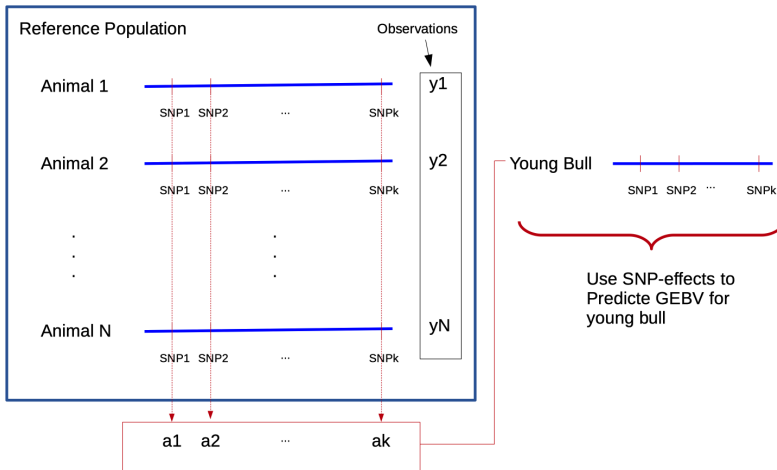 Reference Population
Observations
Animal 1
y1
SNP1 SNP2 ... SNPk
Animal 2
y2
SNP1 SNP2 ... SNPk
. .
. .
. .
Animal N
yN
SNP1 SNP2 ... SNPk
a1 a2 ... ak
Young Bull
SNP1 SNP2 ... SNPk
Use SNP-effects to
Predicte GEBV for
young bull